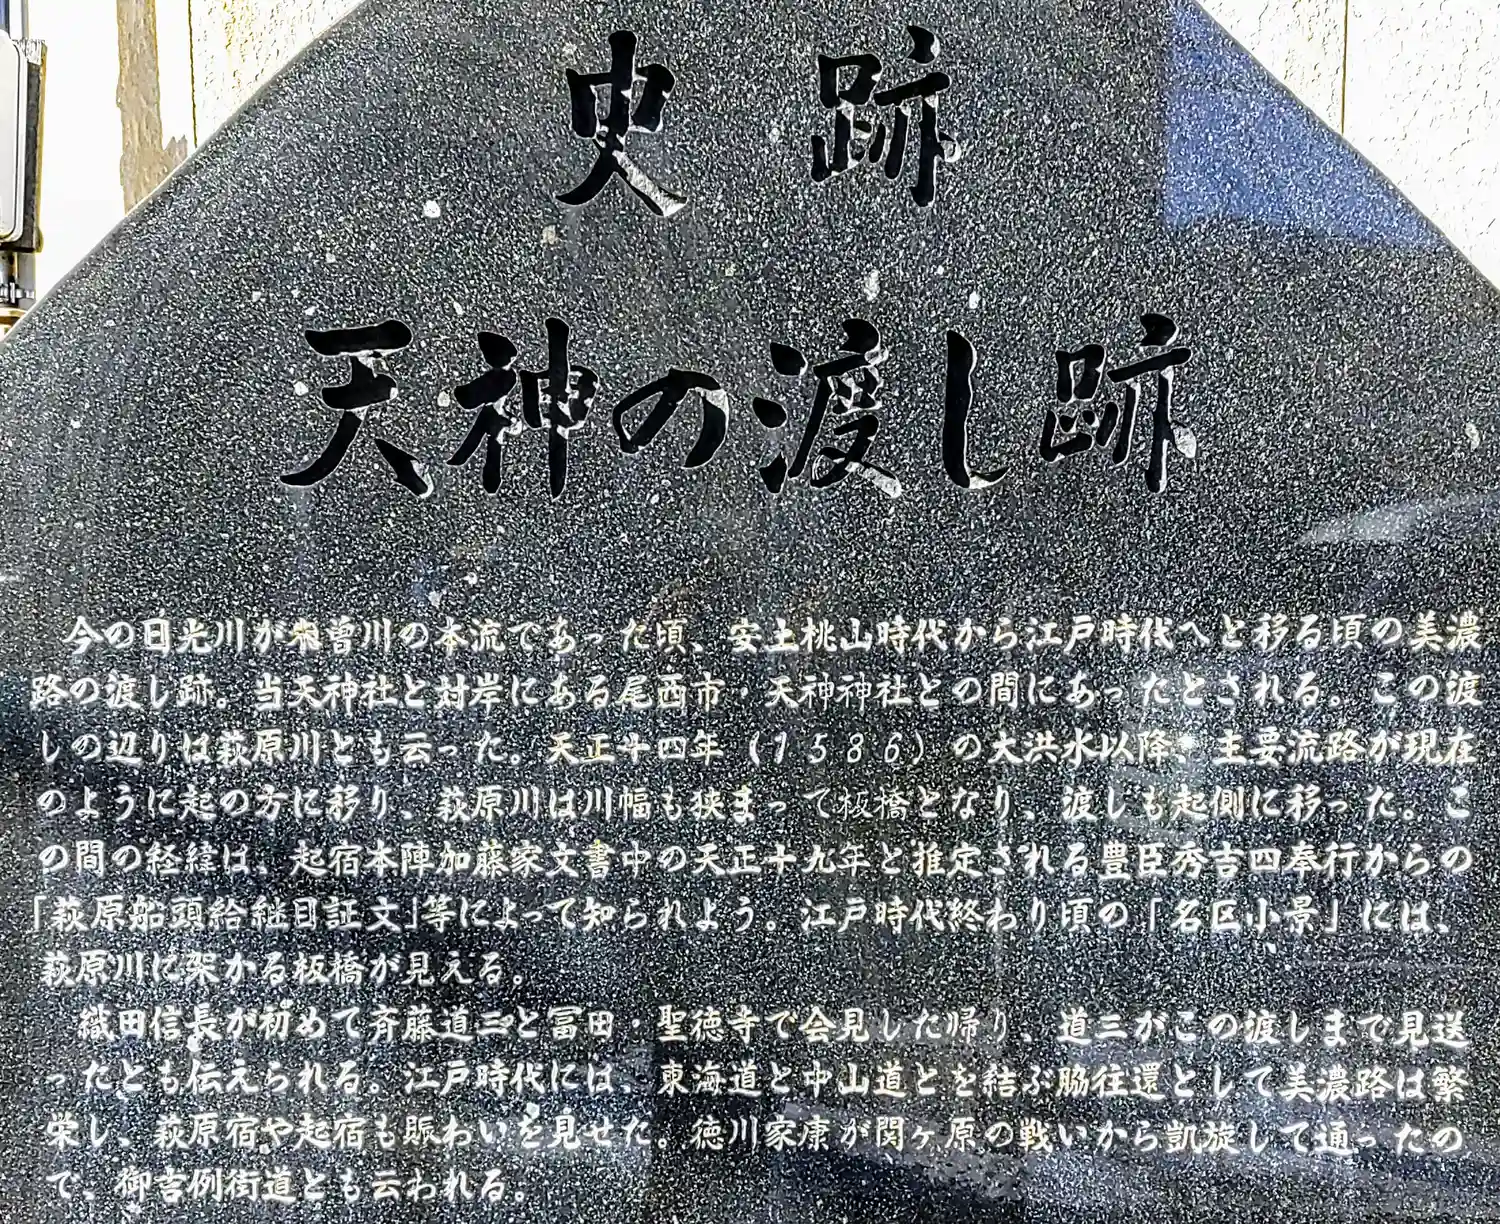 史跡
天神の渡し跡
今の日光川が木曽川の本流であった頃、安土桃山時代から江戸時代へと移る頃の美濃
路の渡し跡。当天神社と対岸にある尾西市・天神神社との間にあったとされる。この渡
しの辺りは萩原川とも云った。天正十四年(1586)の大洪水以降、主要流路が現在
のように起の方に移り、萩原川は川幅も狭まって板橋となり、渡しも起側に移った。こ
の間の経緯は、起宿本陣加藤家文書中の天正十九年と推定される豊臣秀吉四奉行からの
「萩原船頭給継目証文」等によって知られよう。江戸時代終わり頃の「名区小景」には、
萩原川に架かる板橋が見える。
織田信長が初めて斉藤道三と冨田・聖徳寺で会見した帰り、道三がこの渡しまで見送
ったとも伝えられる。江戸時代には、東海道と中山道とを結ぶ脇往還として美濃路は繁
栄し、萩原宿や起宿も賑わいを見せた。徳川家康が関ヶ原の戦いから凱旋して通ったの
で、御吉例街道とも云われる。